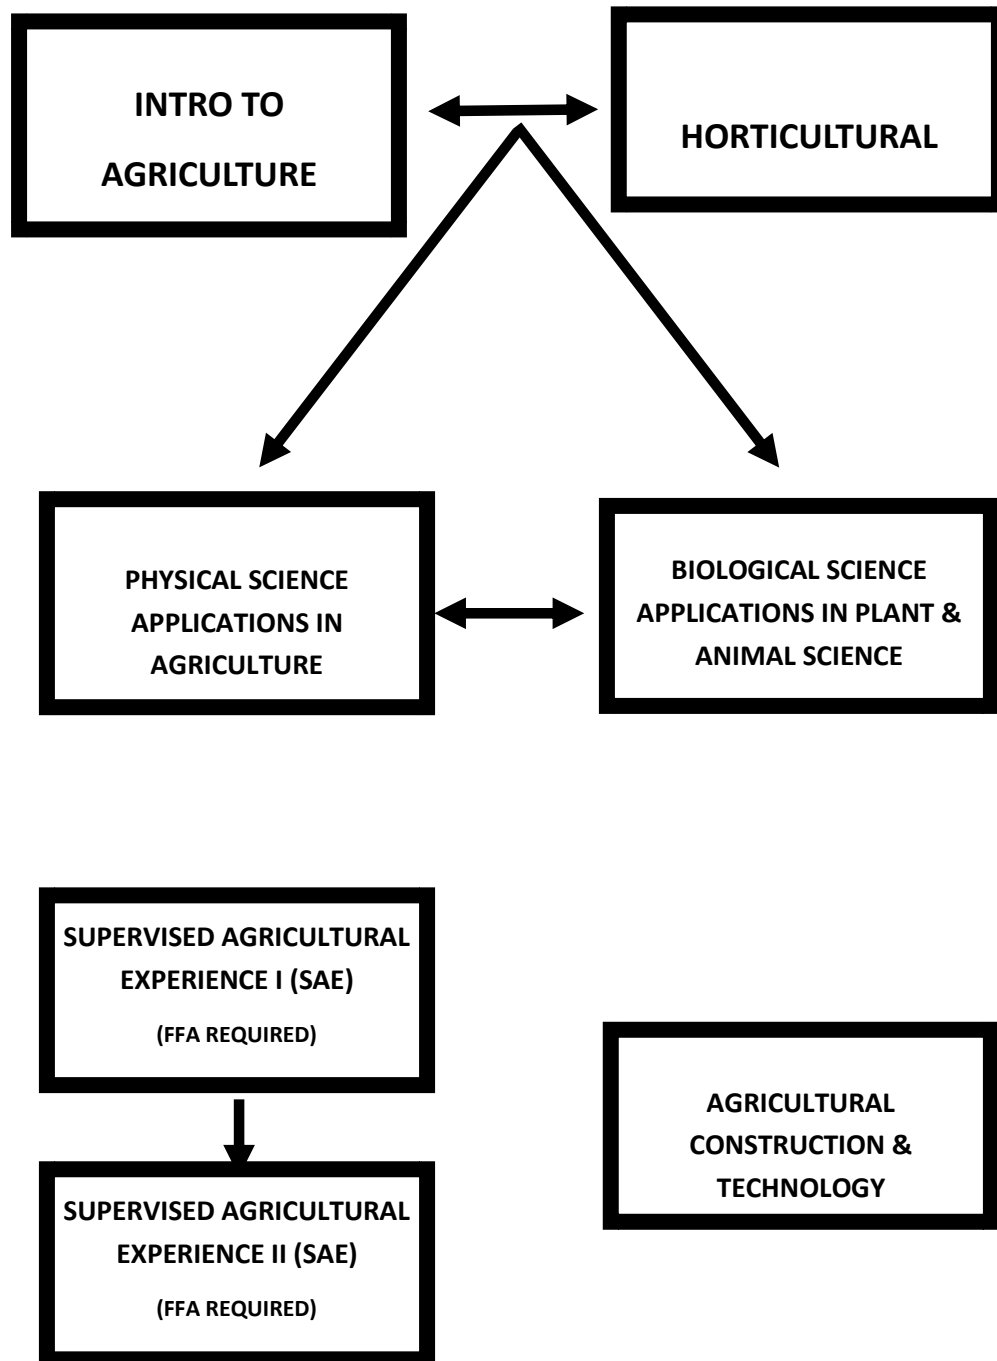 INTRO TO
AGRICULTURE
HORTICULTURAL
PHYSICAL SCIENCE
APPLICATIONS IN
AGRICULTURE
BIOLOGICAL SCIENCE
APPLICATIONS IN PLANT &
ANIMAL SCIENCE
SUPERVISED AGRICULTURAL
EXPERIENCE I (SAE)
(FFA REQUIRED)
AGRICULTURAL
CONSTRUCTION &
TECHNOLOGY
SUPERVISED AGRICULTURAL
EXPERIENCE II (SAE)
(FFA REQUIRED)